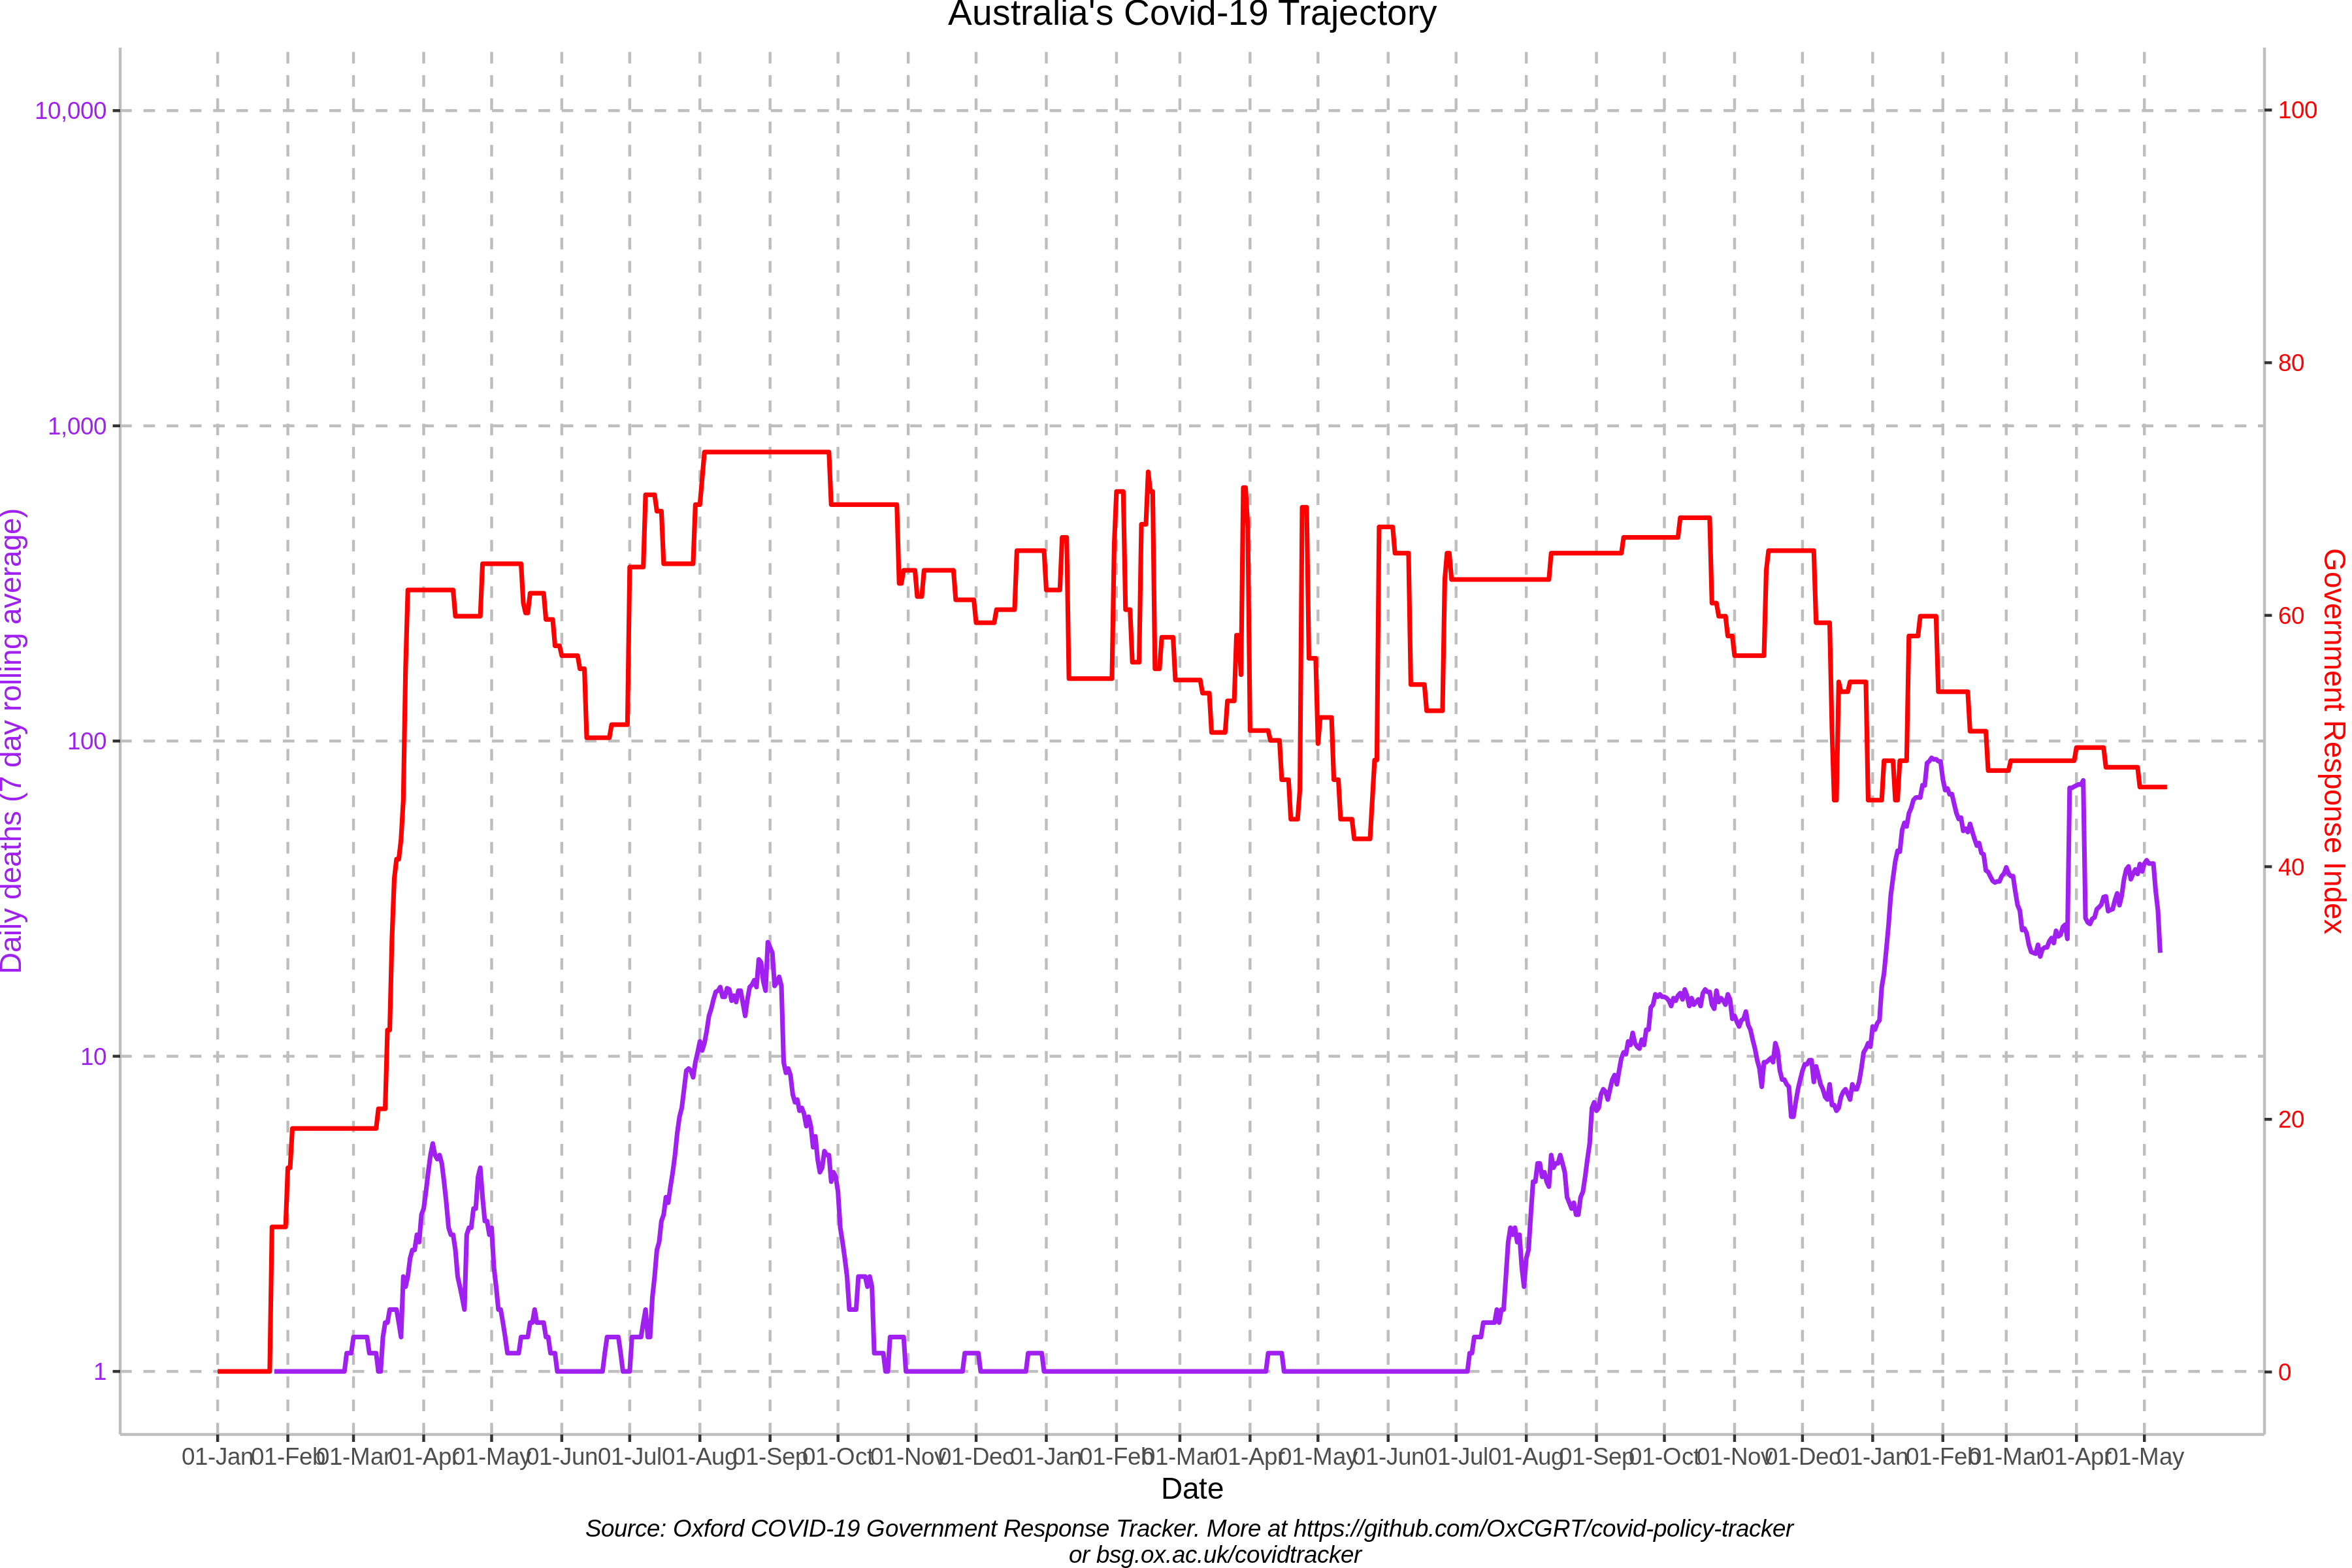 Australia's Covid-19 Trajectory
10,000
1,000
100
10
1
Daily deaths (7 day rolling average)
100
80
60
40
20
0
Government Response Index
01-Jan 01-Feb 01-Mar 01-Apr 01-May 01-Jun 01-Jul 01-Aug 01-Sep 01-Oct 01-Nov 01-Dec 01-Jan 01-Feb 01-Mar 01-Apr 01-May 01-Jun 01-Jul 01-Aug 01-Sep 01-Oct 01-Nov 01-Dec 01-Jan 01-Feb 01-Mar 01-Apr 01-May
Date
Source: Oxford COVID-19 Government Response Tracker. More at https://github.com/OxCGRT/covid-policy-tracker
or bsg.ox.ac.uk/covidtracker